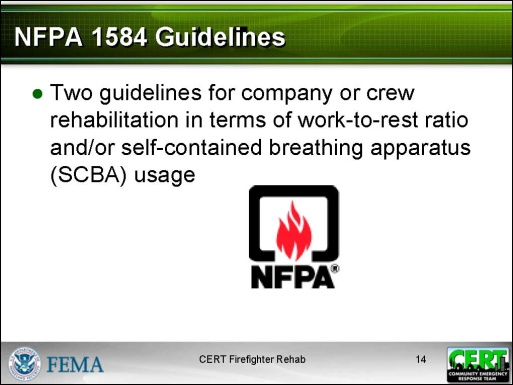 NFPA 1584 Guidelines
Two guidelines for company or crew
rehabilitation in terms of work-to-rest ratio
and/or self-contained breathing apparatus
(SCBA) usage
NFPA®
FEMA
CERT Firefighter Rehab
14
CERT
COMMUNITY EMERGENCY
RESPONSE TEAM